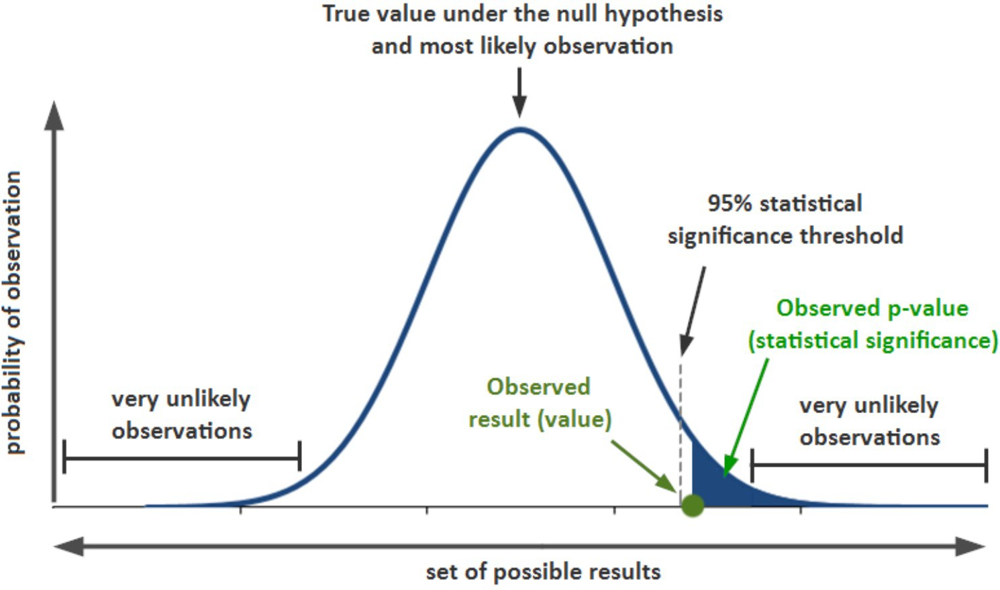 True value under the null hypothesis
and most likely observation
probability of observation
95% statistical
significance threshold
Observed p-value
(statistical significance)
Observed
result (value)
very unlikely
observations
very unlikely
observations
set of possible results